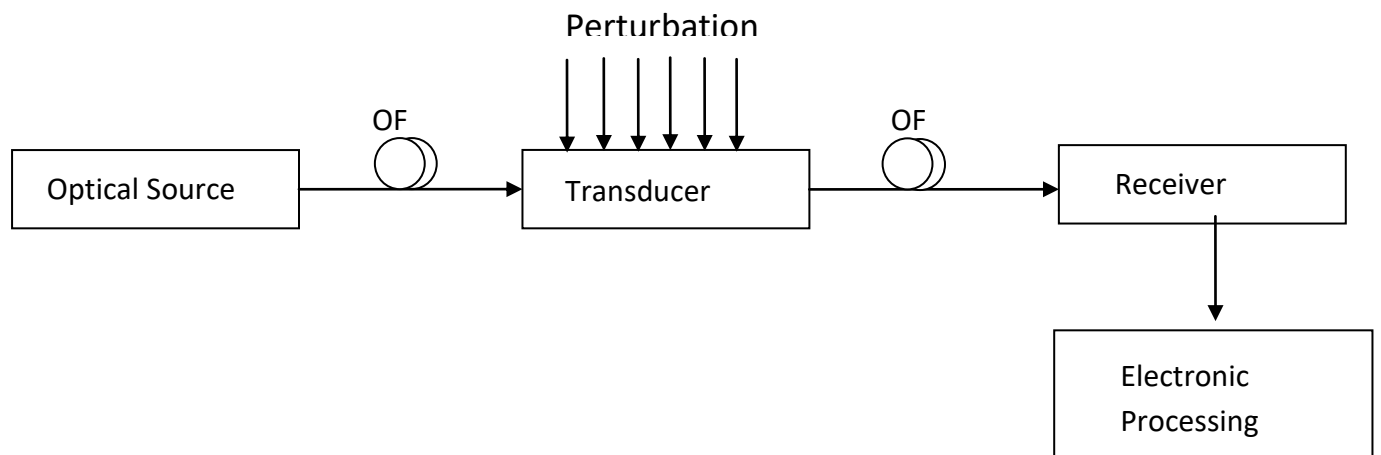 Perturbation
OF
OF
Optical Source
Transducer
Receiver
Electronic
Processing